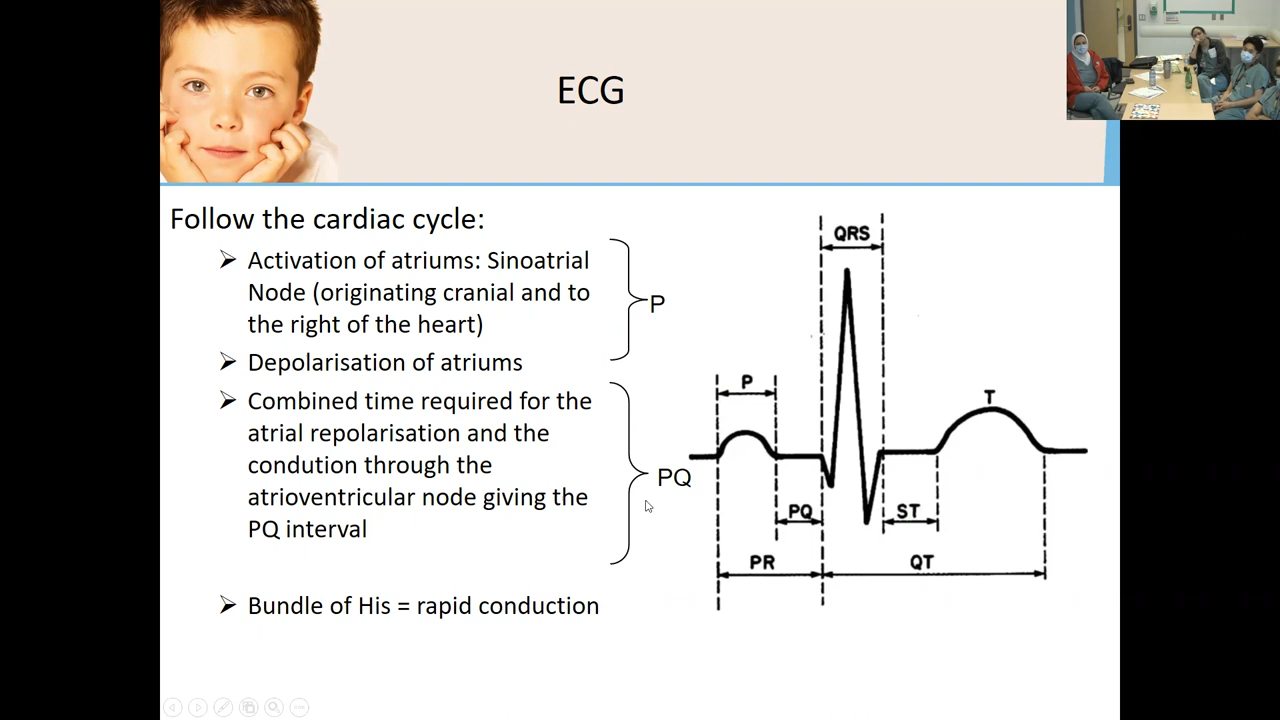 ECG
Follow the cardiac cycle:
Activation of atriums: Sinoatrial
Node (originating cranial and to
the right of the heart)
Depolarisation of atriums
P
Combined time required for the
atrial repolarisation and the
condution through the
atrioventricular node giving the
PQ interval
PQ
Bundle of His = rapid conduction
QRS
P
T
PQ
ST
PR
QT